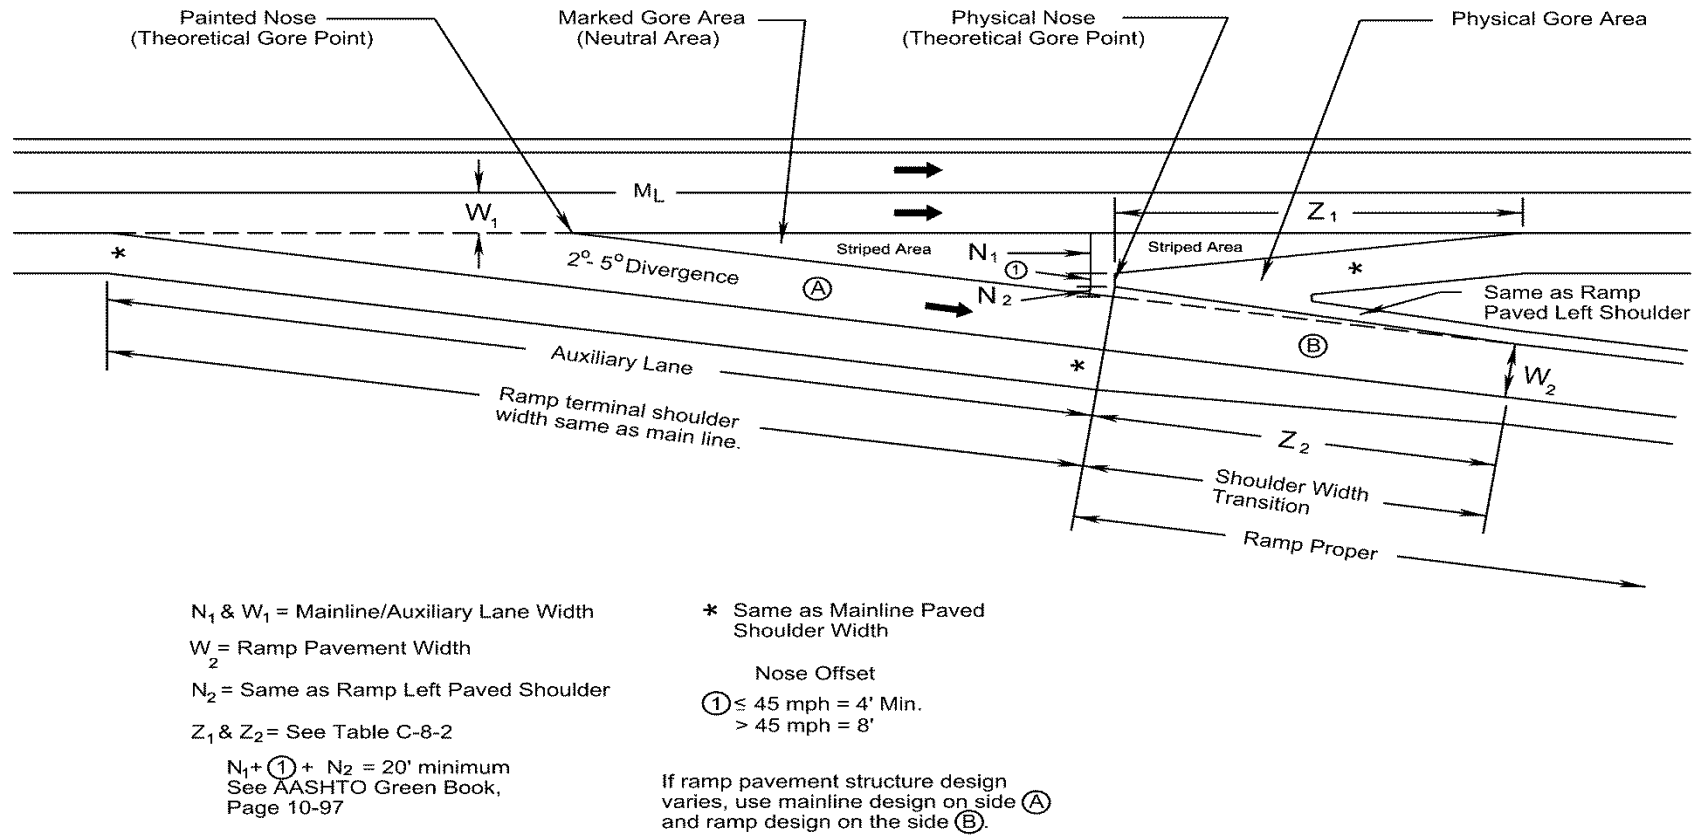 Painted Nose
(Theoretical Gore Point)
Marked Gore Area
(Neutral Area)
Physical Nose
(Theoretical Gore Point)
Physical Gore Area
ML
W1
Z1
Striped Area
N1
Striped Area
*
2°- 5° Divergence
1
*
A
N2
Same as Ramp
Paved Left Shoulder
B
Auxiliary Lane
*
W2
Ramp terminal shoulder
width same as main line.
Z2
Shoulder Width
Transition
Ramp Proper
N1 & W1 = Mainline/Auxiliary Lane Width
W2 = Ramp Pavement Width
N2 = Same as Ramp Left Paved Shoulder
Z1 & Z2 = See Table C-8-2
N1 + 1 + N2 = 20' minimum
See AASHTO Green Book,
Page 10-97
* Same as Mainline Paved
Shoulder Width
Nose Offset
1 ≤ 45 mph = 4' Min.
> 45 mph = 8'
If ramp pavement structure design
varies, use mainline design on side A
and ramp design on the side B.